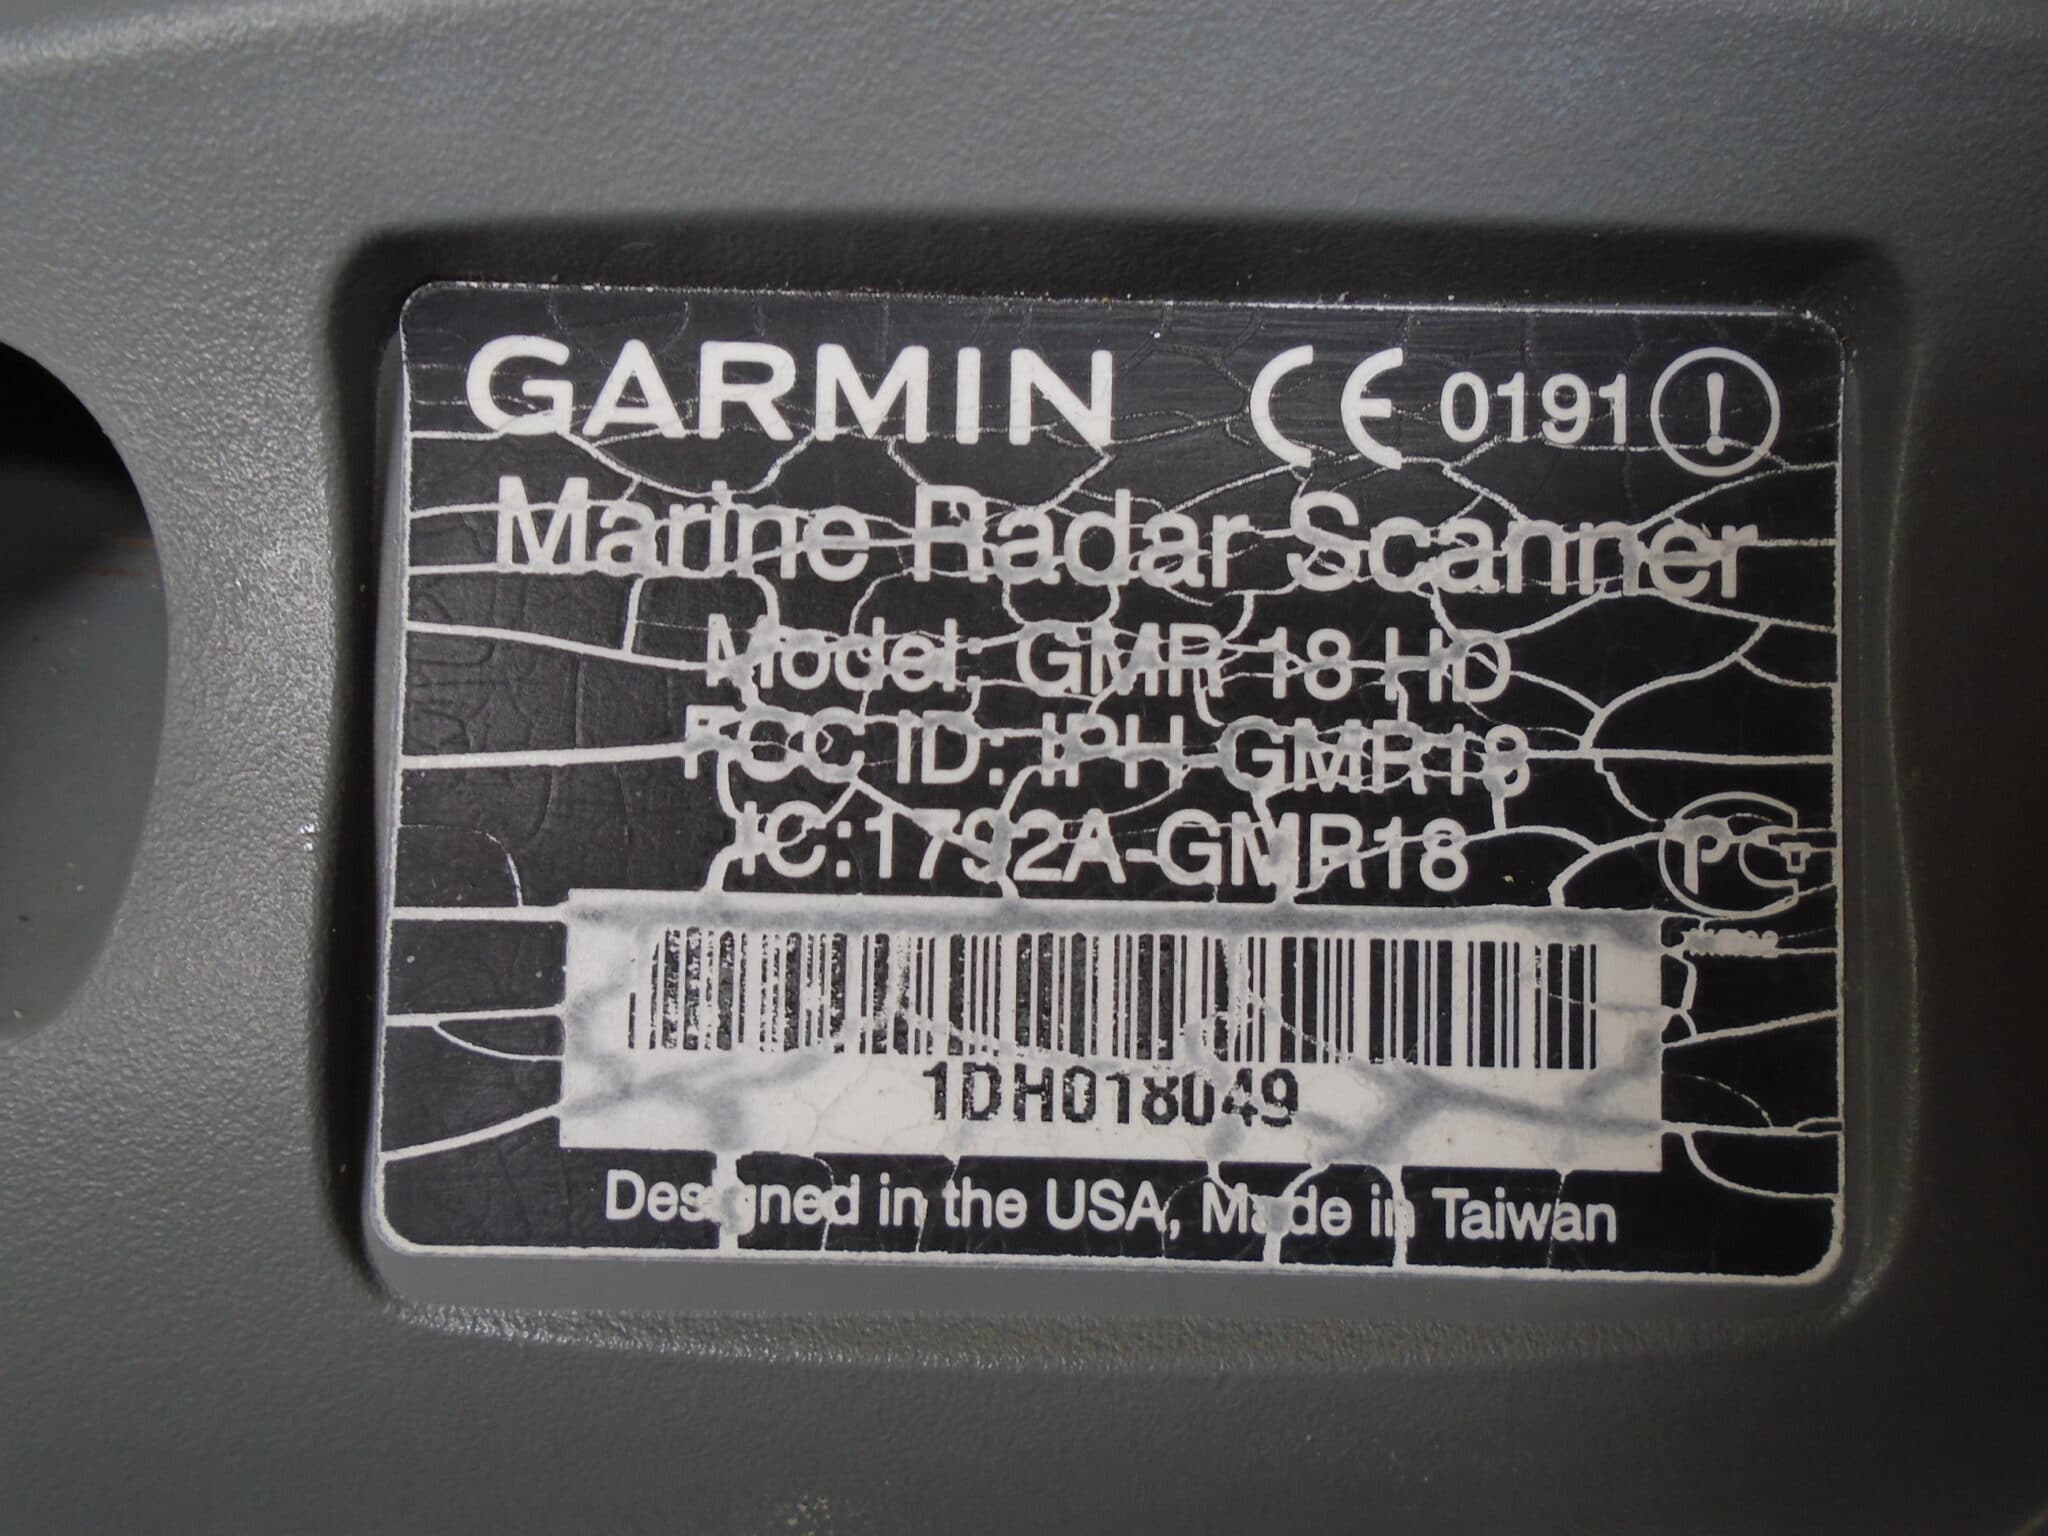 GARMIN CE 0191
Marine Radar Scanner
Model: GMR 18 HD
FCC ID: IPH-GMR18
IC:1792A-GMR18
1DH018049
Designed in the USA, Made in Taiwan